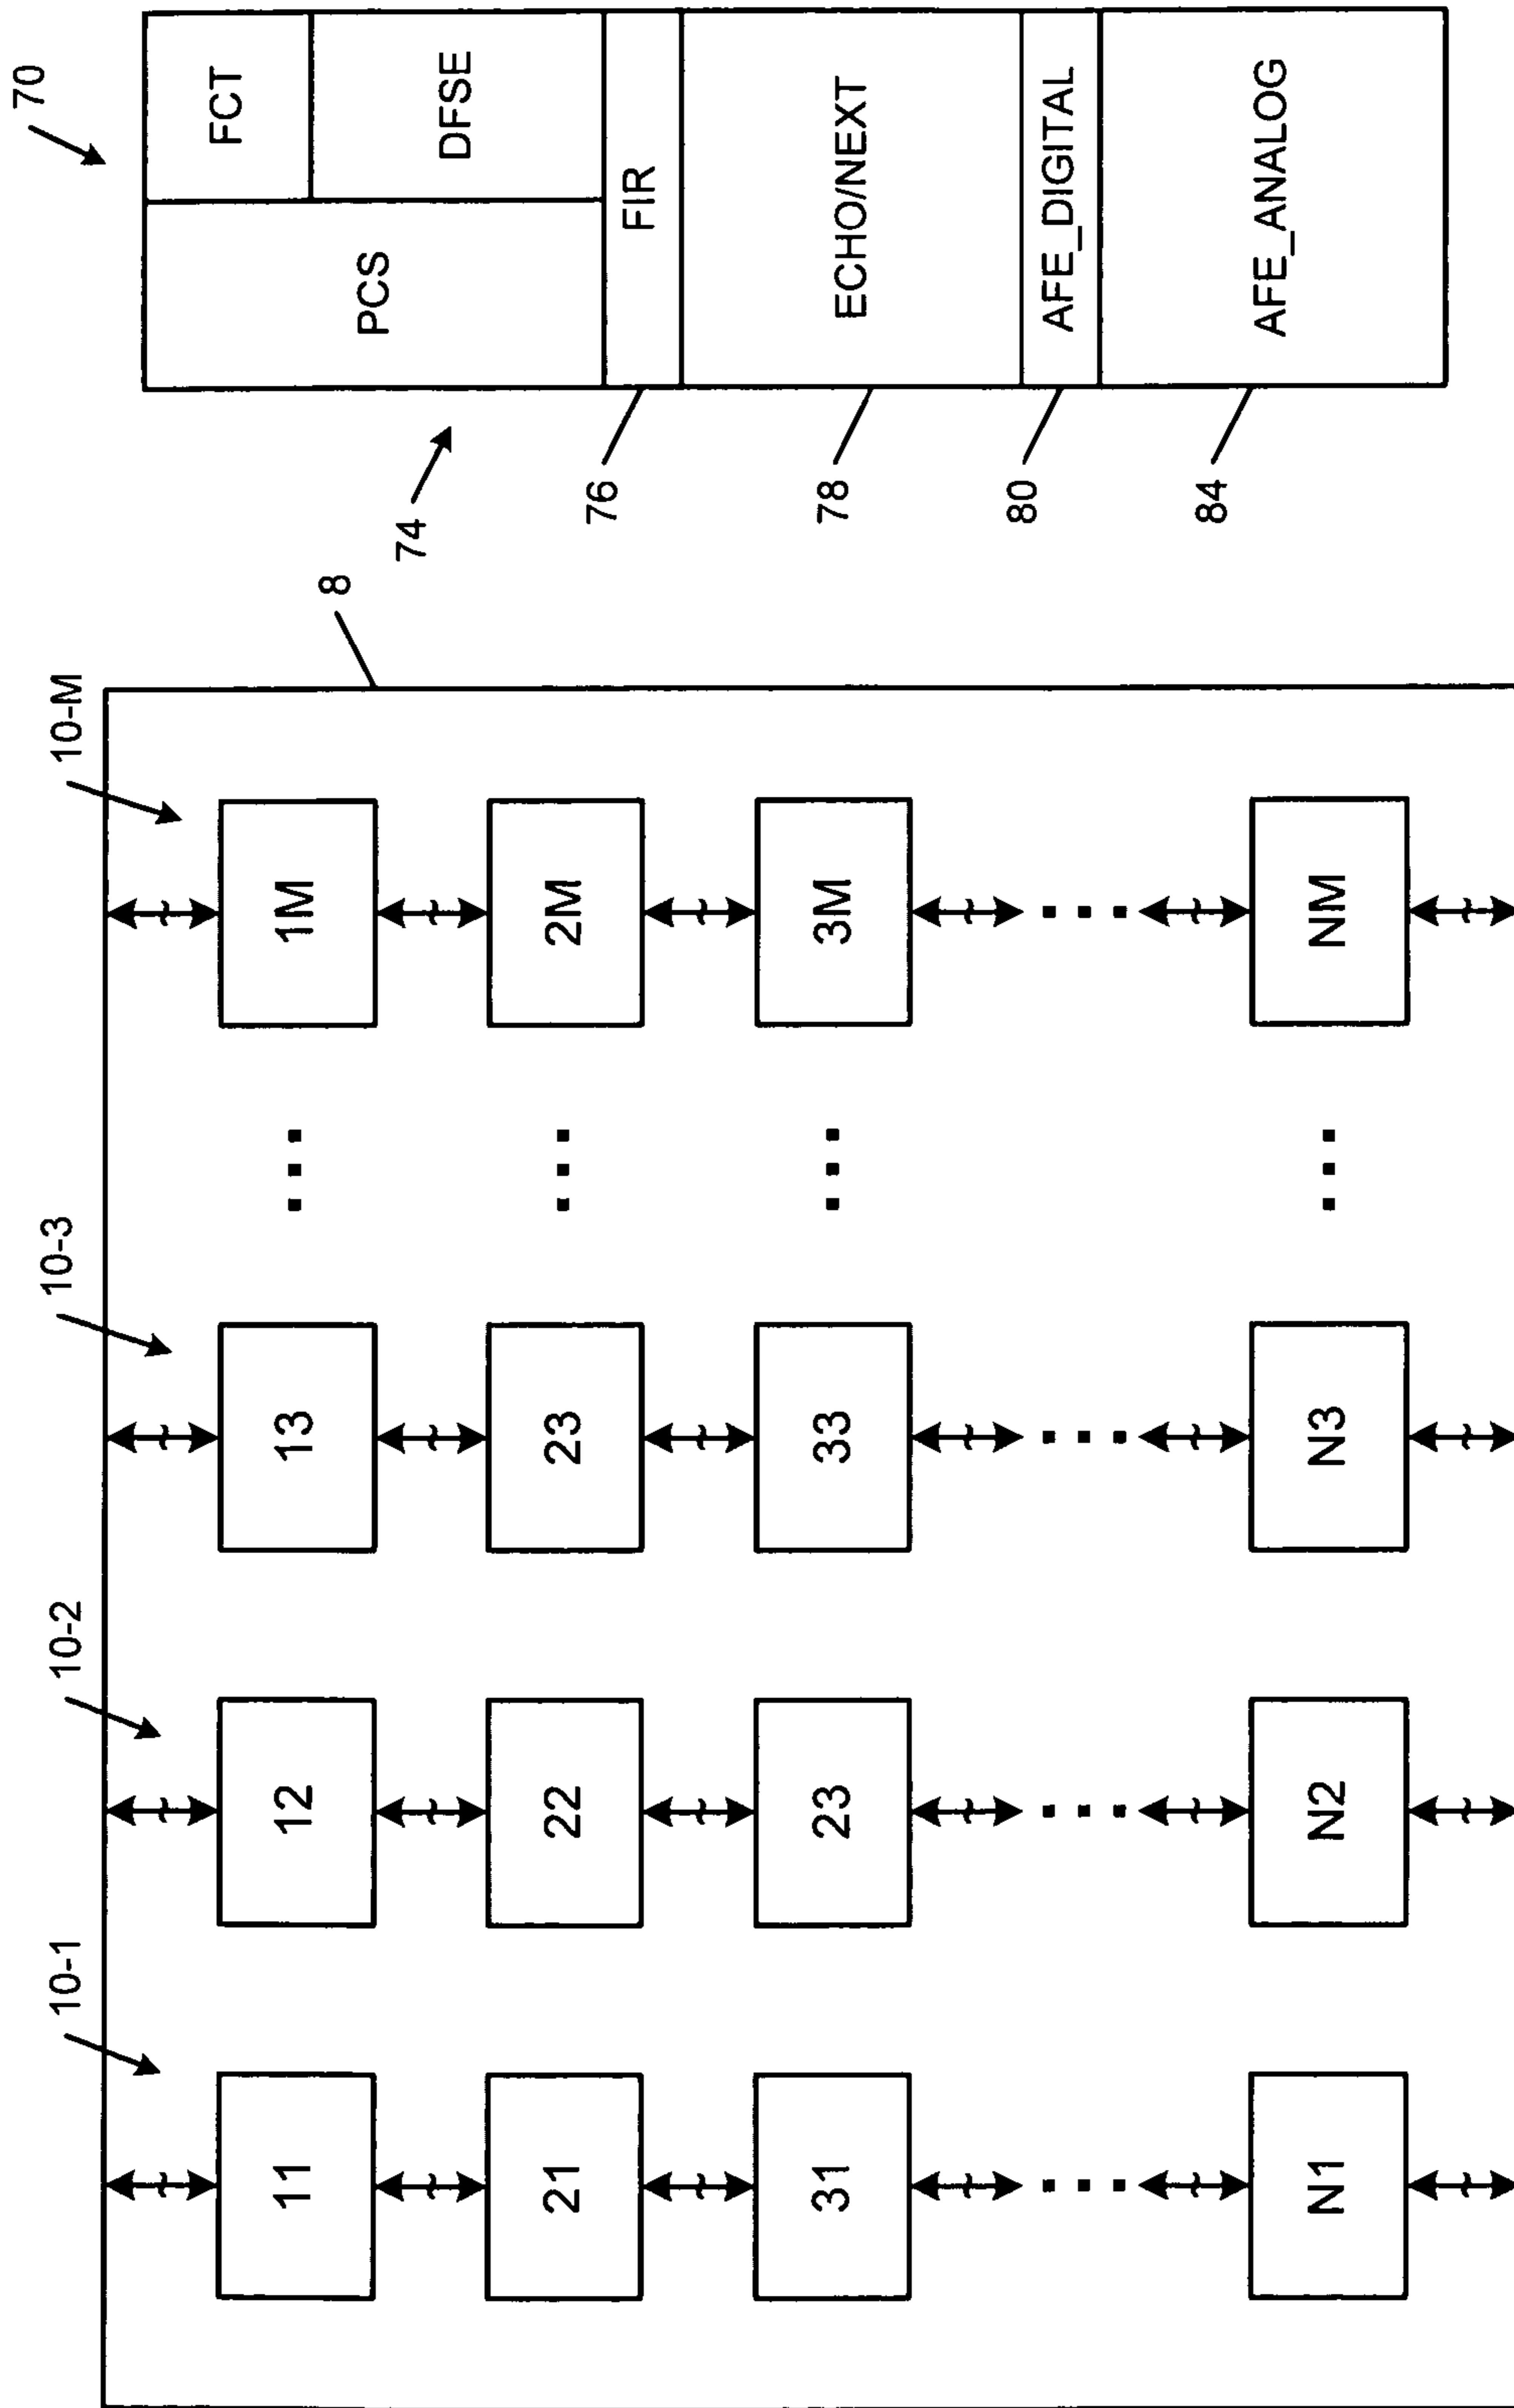 10-1 10-2 10-3 10-M
11 12 13 ... 1M
21 22 23 ... 2M
31 23 33 ... 3M
... ... ... ...
N1 N2 N3 ... NM
8
70
74
FCT
PCS
DFSE
76 FIR
78 ECHO/NEXT
80 AFE_DIGITAL
84 AFE_ANALOG